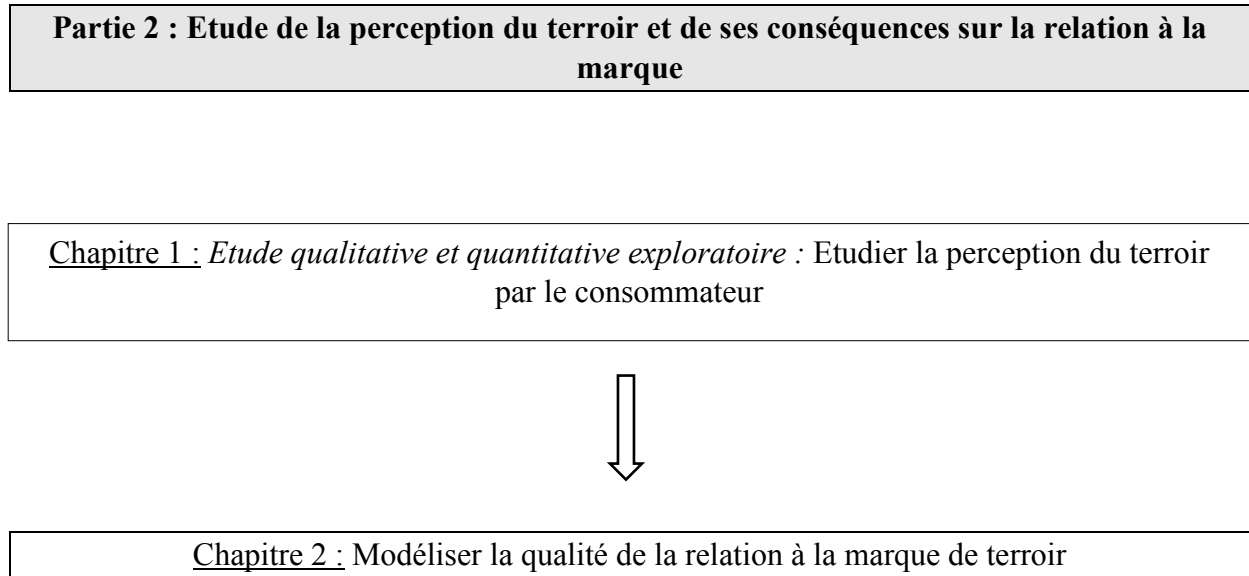 Partie 2 : Etude de la perception du terroir et de ses conséquences sur la relation à la
marque
Chapitre 1 : Etude qualitative et quantitative exploratoire : Etudier la perception du terroir
par le consommateur
Chapitre 2 : Modéliser la qualité de la relation à la marque de terroir